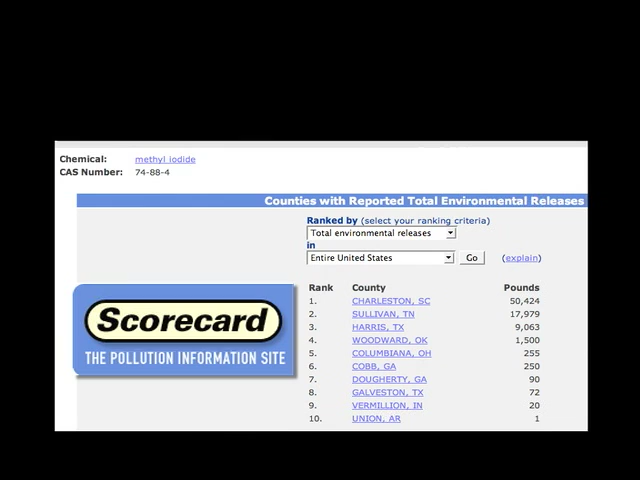 Chemical: methyl iodide
CAS Number: 74-88-4
Counties with Reported Total Environmental Releases
Ranked by (select your ranking criteria)
Total environmental releases
in
Entire United States Go (explain)
Rank County Pounds
1. CHARLESTON, SC 50,424
2. SULLIVAN, TN 17,979
3. HARRIS, TX 9,063
4. WOODWARD, OK 1,500
5. COLUMBIANA, OH 255
6. COBB, GA 250
7. DOUGHERTY, GA 90
8. GALVESTON, TX 72
9. VERMILLION, IN 20
10. UNION, AR 1
Scorecard
THE POLLUTION INFORMATION SITE